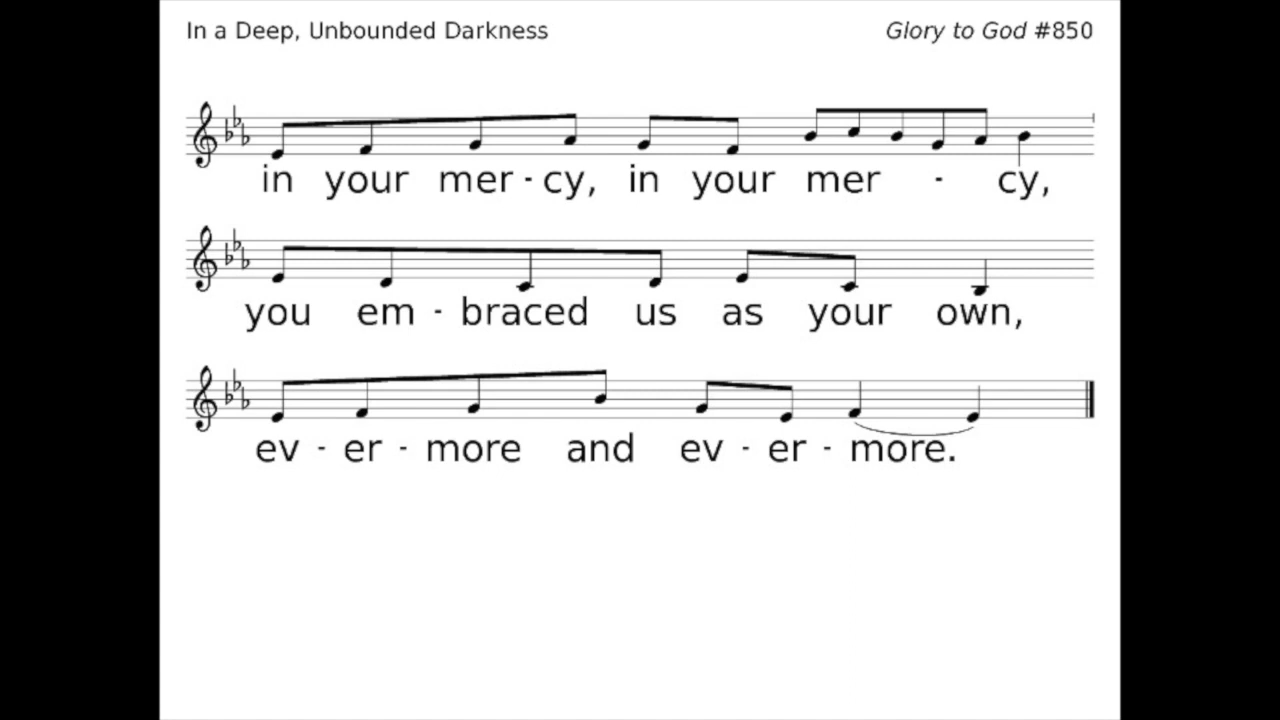 In a Deep, Unbounded Darkness
Glory to God #850
in your mer - cy, in your mer - cy,
you em - braced us as your own,
ev - er - more and ev - er - more.